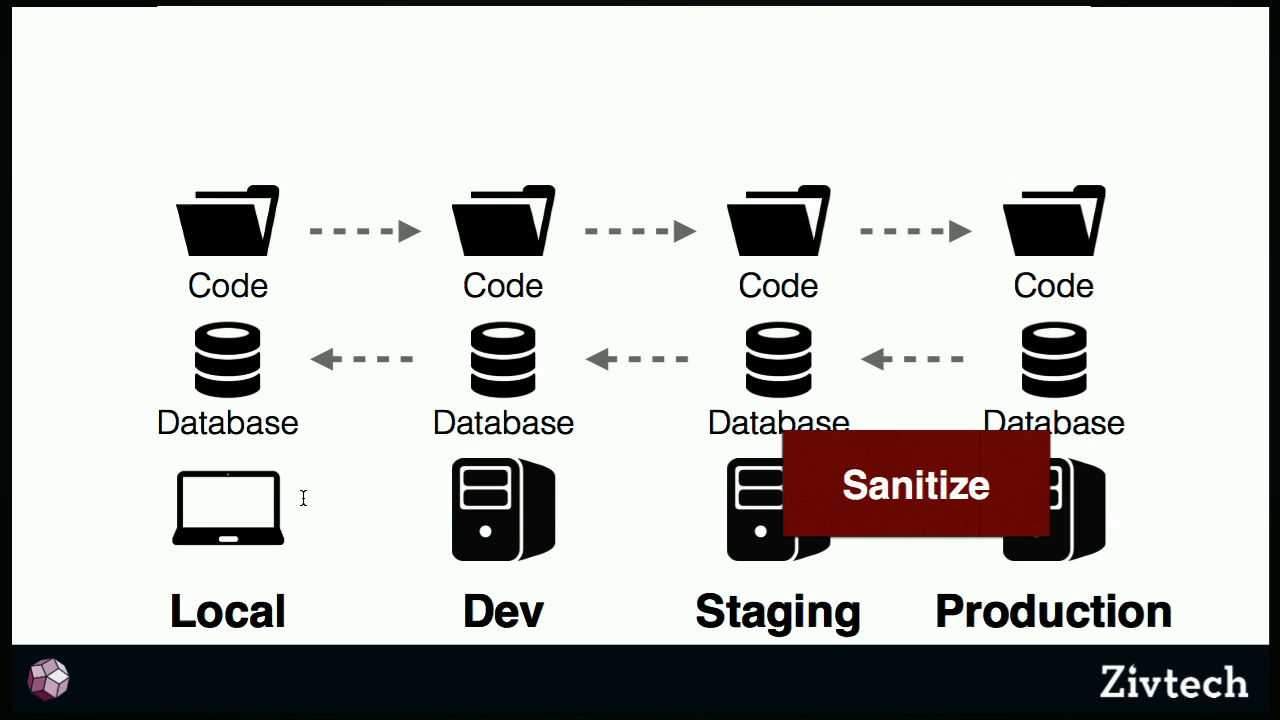 Code Code Code Code
Database Database Database Database
Sanitize
Local Dev Staging Production
Zivtech